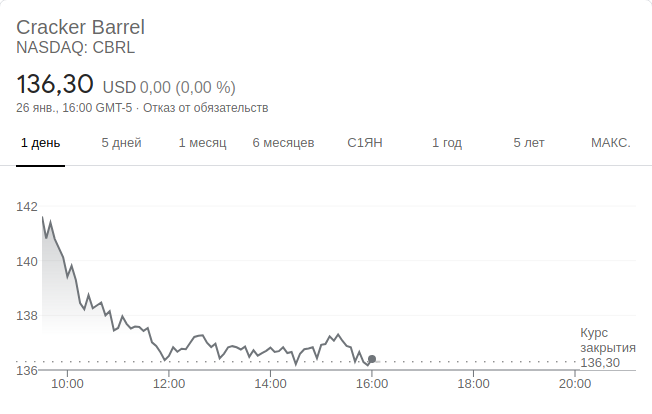 Cracker Barrel
NASDAQ: CBRL
136,30 USD 0,00 (0,00 %)
26 янв., 16:00 GMT-5 · Отказ от обязательств
1 день 5 дней 1 месяц 6 месяцев С1ЯН 1 год 5 лет МАКС.
142
140
138
Курс
закрытия
136,30
136
10:00 12:00 14:00 16:00 18:00 20:00